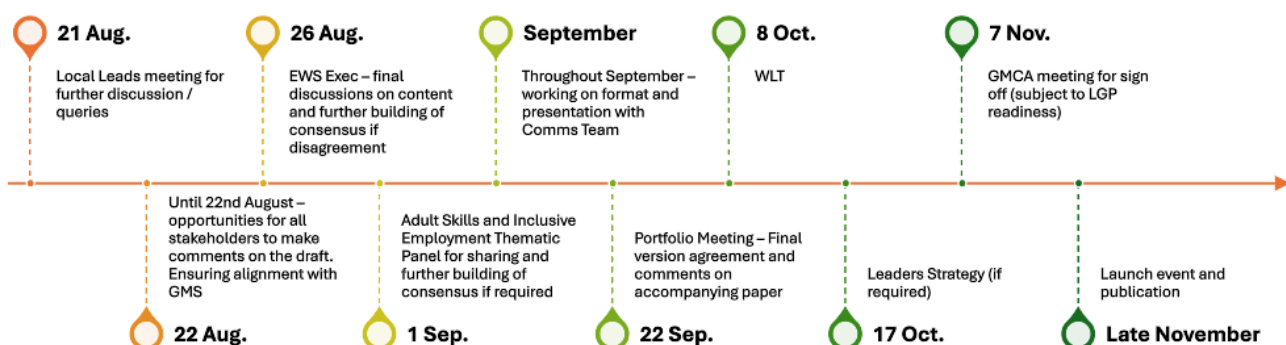 21 Aug.
Local Leads meeting for
further discussion /
queries
22 Aug.
Until 22nd August –
opportunities for all
stakeholders to make
comments on the draft.
Ensuring alignment with
GMS
26 Aug.
EWS Exec – final
discussions on content
and further building of
consensus if
disagreement
1 Sep.
Adult Skills and Inclusive
Employment Thematic
Panel for sharing and
further building of
consensus if required
September
Throughout September –
working on format and
presentation with
Comms Team
22 Sep.
Portfolio Meeting – Final
version agreement and
comments on
accompanying paper
8 Oct.
WLT
17 Oct.
Leaders Strategy (if
required)
7 Nov.
GMCA meeting for sign
off (subject to LGP
readiness)
Late November
Launch event and
publication